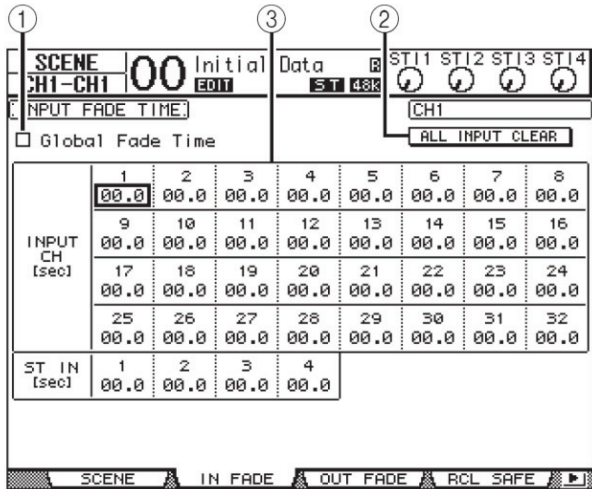 ① ③ ②
SCENE 00 Initial Data R STI1 STI2 STI3 STI4
CH1-CH1 EDIT ST 48k
INPUT FADE TIME: CH1
Global Fade Time ALL INPUT CLEAR
1 2 3 4 5 6 7 8
00.0 00.0 00.0 00.0 00.0 00.0 00.0 00.0
9 10 11 12 13 14 15 16
00.0 00.0 00.0 00.0 00.0 00.0 00.0 00.0
INPUT
CH
[sec]
17 18 19 20 21 22 23 24
00.0 00.0 00.0 00.0 00.0 00.0 00.0 00.0
25 26 27 28 29 30 31 32
00.0 00.0 00.0 00.0 00.0 00.0 00.0 00.0
ST IN 1 2 3 4
[sec] 00.0 00.0 00.0 00.0
SCENE IN FADE OUT FADE RCL SAFE